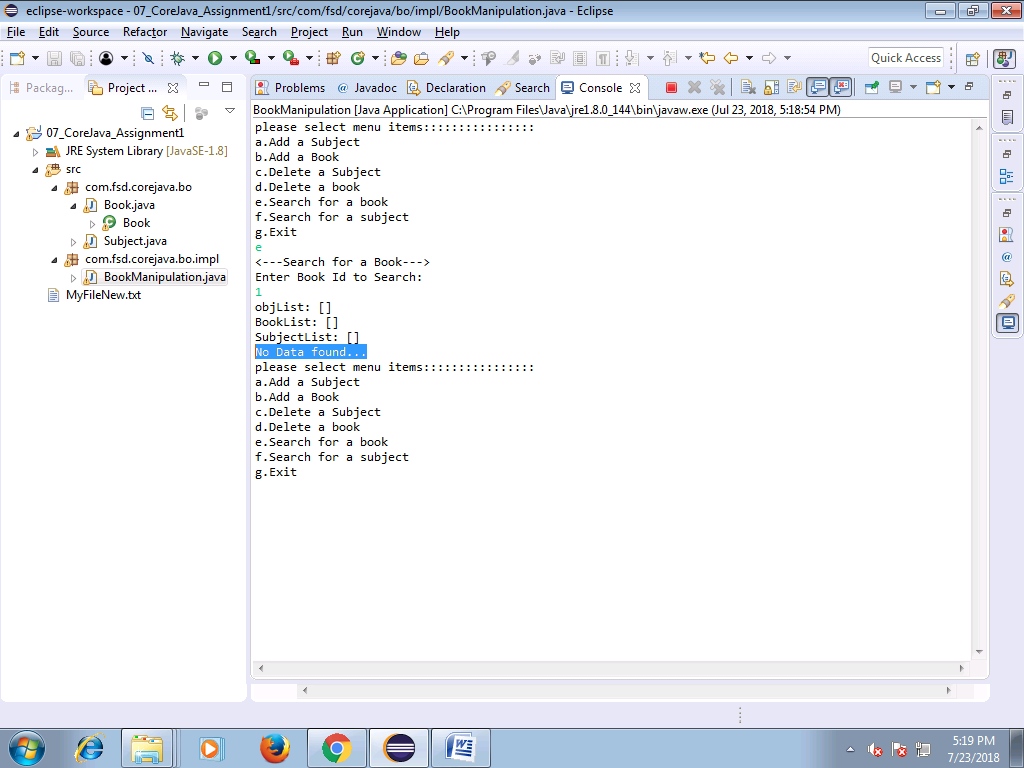 eclipse-workspace - 07_CoreJava_Assignment1/src/com/fsd/corejava/bo/impl/BookManipulation.java - Eclipse
File Edit Source Refactor Navigate Search Project Run Window Help
Quick Access
Packag... Project ...
Problems @ Javadoc Declaration Search Console
BookManipulation [Java Application] C:\Program Files\Java\jre1.8.0_144\bin\javaw.exe (Jul 23, 2018, 5:18:54 PM)
07_CoreJava_Assignment1
JRE System Library [JavaSE-1.8]
src
com.fsd.corejava.bo
Book.java
Book
Subject.java
com.fsd.corejava.bo.impl
BookManipulation.java
MyFileNew.txt
please select menu items::::::::::::::::
a.Add a Subject
b.Add a Book
c.Delete a Subject
d.Delete a book
e.Search for a book
f.Search for a subject
g.Exit
e
<---Search for a Book--->
Enter Book Id to Search:
1
objList: []
BookList: []
SubjectList: []
No Data found...
please select menu items::::::::::::::::
a.Add a Subject
b.Add a Book
c.Delete a Subject
d.Delete a book
e.Search for a book
f.Search for a subject
g.Exit
5:19 PM
7/23/2018